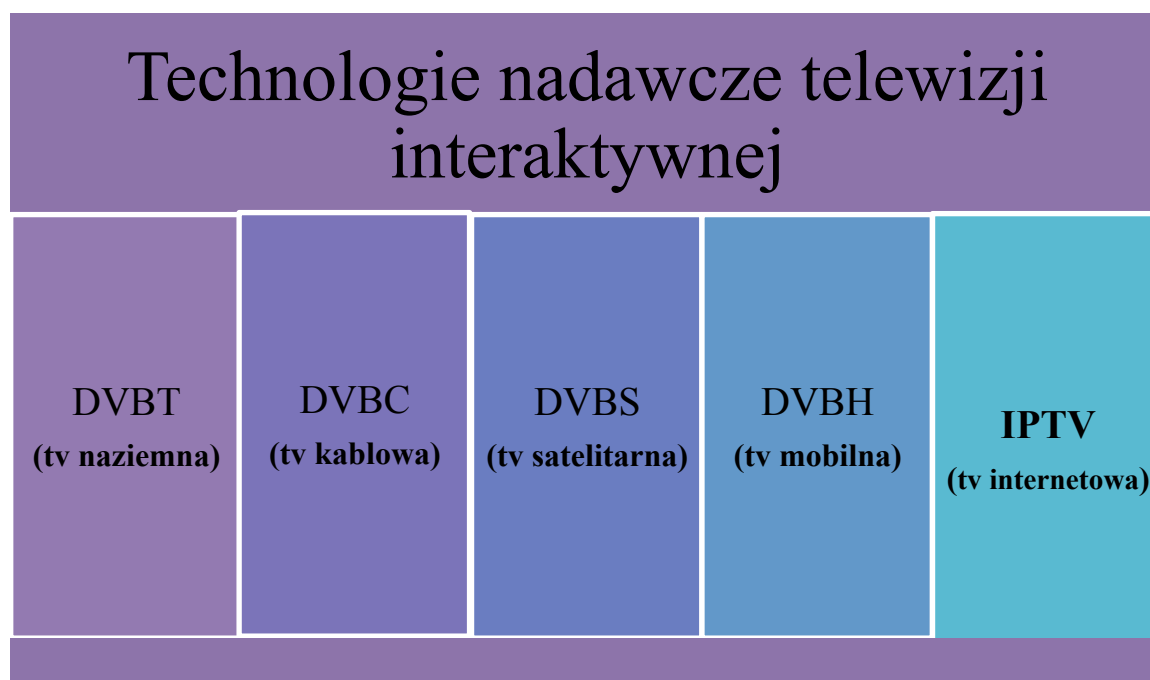 Technologie nadawcze telewizji
interaktywnej
DVBT
(tv naziemna)
DVBC
(tv kablowa)
DVBS
(tv satelitarna)
DVBH
(tv mobilna)
IPTV
(tv internetowa)